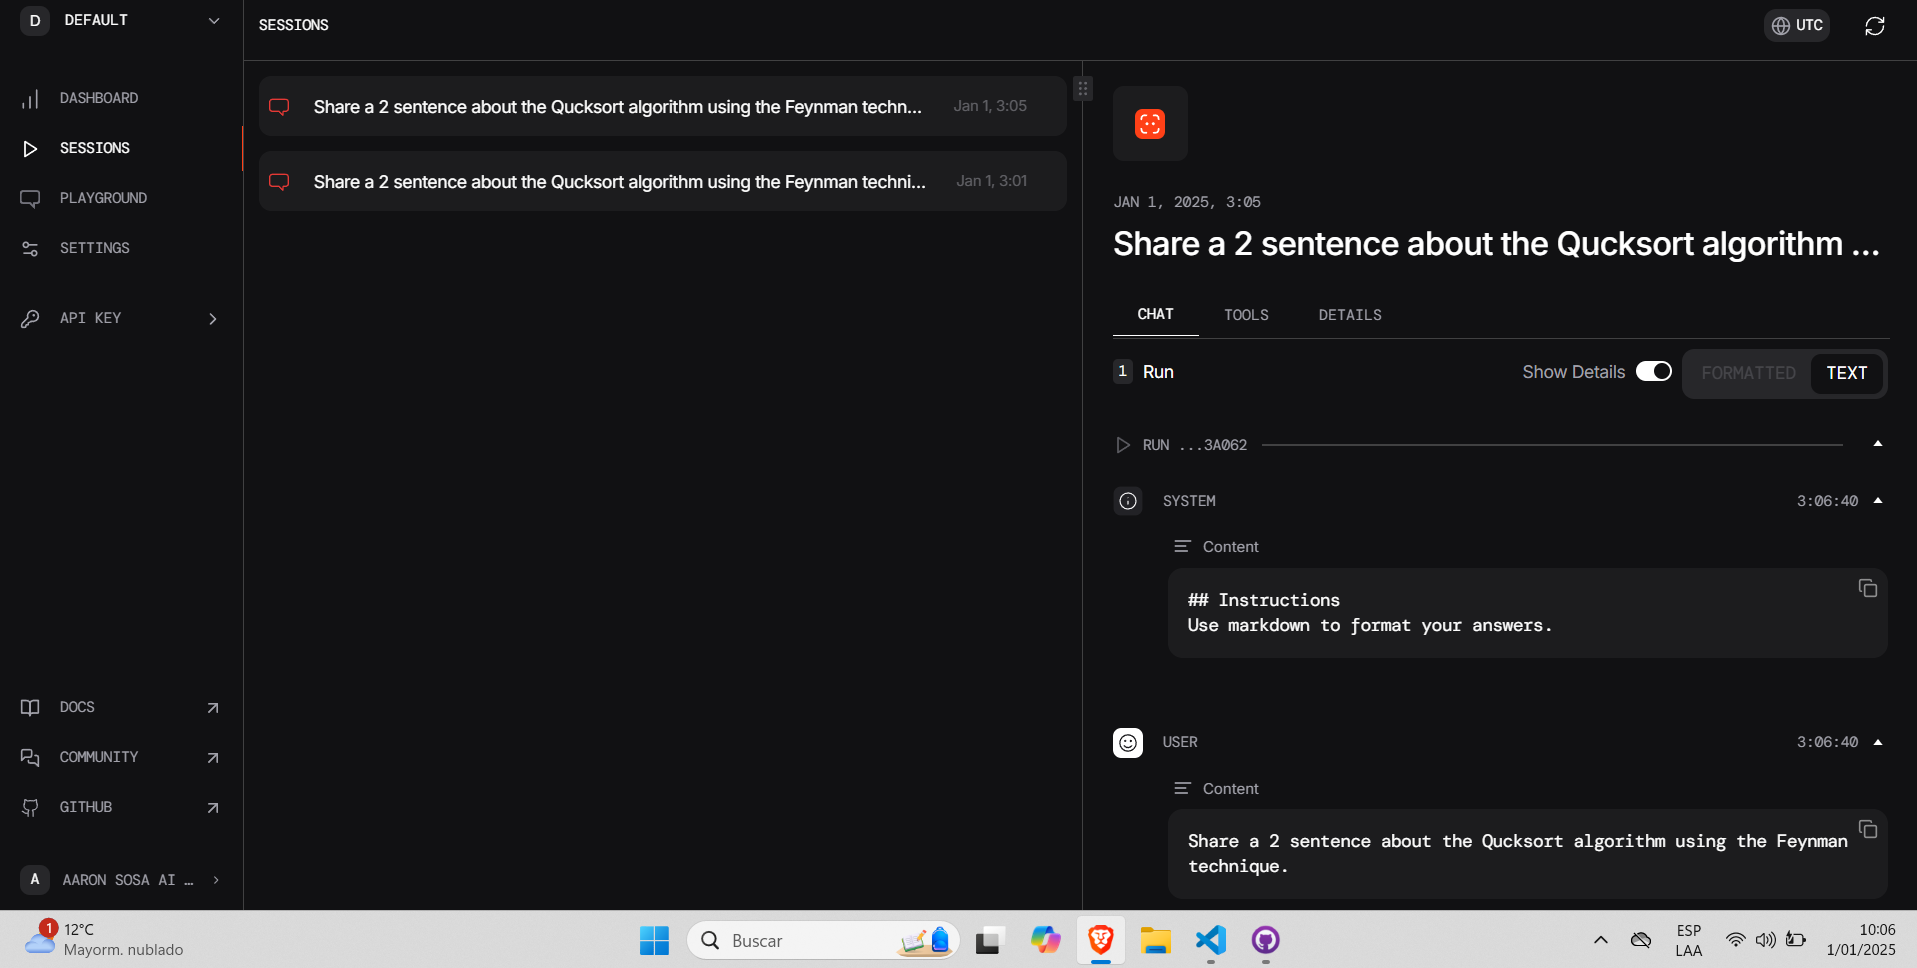 D DEFAULT
DASHBOARD
SESSIONS
PLAYGROUND
SETTINGS
API KEY
DOCS
COMMUNITY
GITHUB
A AARON SOSA AI ...
SESSIONS
UTC
Share a 2 sentence about the Qucksort algorithm using the Feynman techn... Jan 1, 3:05
Share a 2 sentence about the Qucksort algorithm using the Feynman techni... Jan 1, 3:01
JAN 1, 2025, 3:05
Share a 2 sentence about the Qucksort algorithm ...
CHAT TOOLS DETAILS
1 Run Show Details FORMATTED TEXT
RUN ...3A062
SYSTEM 3:06:40
Content
## Instructions
Use markdown to format your answers.
USER 3:06:40
Content
Share a 2 sentence about the Qucksort algorithm using the Feynman
technique.
1
12°C
Mayorm. nublado
Buscar
ESP
LAA
10:06
1/01/2025